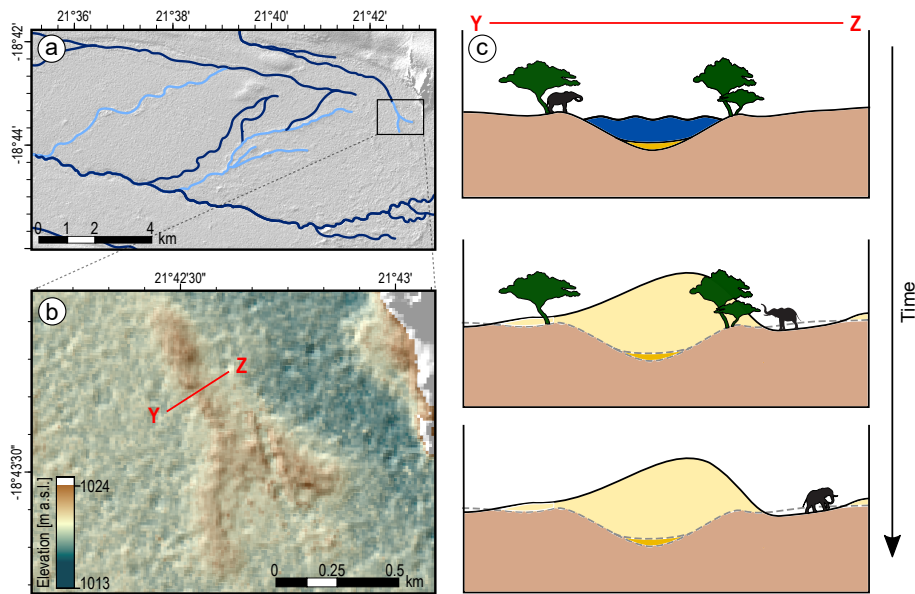 21°36' 21°38' 21°40' 21°42'
-18°42'
-18°44'
a
0 1 2 4
km
21°42'30" 21°43'
b
Z
Y
-18°43'30"
Elevation [m a.s.l.]
1024
1013
0 0.25 0.5
km
Y Z
c
Time